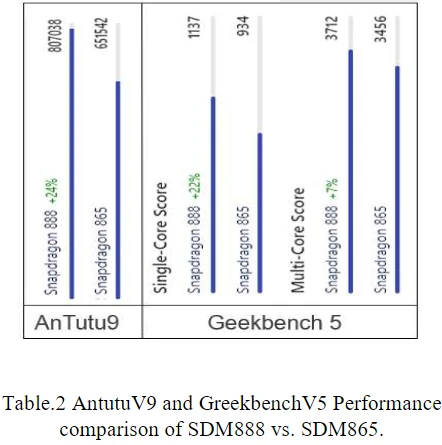 Snapdragon 888 +24% 807038
Snapdragon 865 651542
Single-Core Score
Snapdragon 888 +22% 1137
Snapdragon 865 934
Multi-Core Score
Snapdragon 888 +7% 3712
Snapdragon 865 3456
AnTutu9
Geekbench 5
Table.2 AntutuV9 and GreekbenchV5 Performance
comparison of SDM888 vs. SDM865.